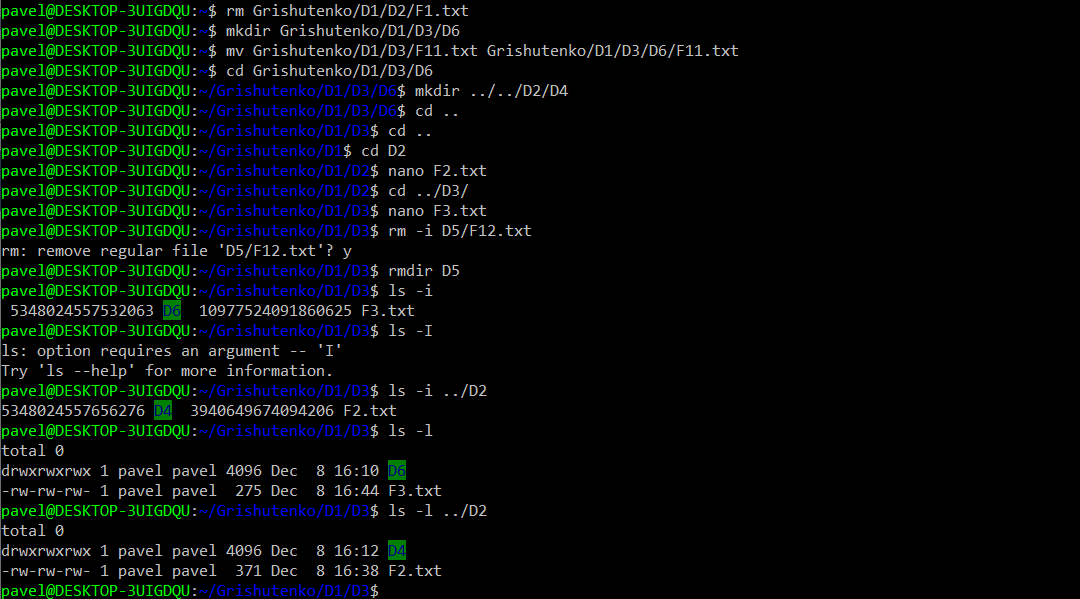 pavel@DESKTOP-3UIGDQU:~$ rm Grishutenko/D1/D2/F1.txt
pavel@DESKTOP-3UIGDQU:~$ mkdir Grishutenko/D1/D3/D6
pavel@DESKTOP-3UIGDQU:~$ mv Grishutenko/D1/D3/F11.txt Grishutenko/D1/D3/D6/F11.txt
pavel@DESKTOP-3UIGDQU:~$ cd Grishutenko/D1/D3/D6
pavel@DESKTOP-3UIGDQU:~/Grishutenko/D1/D3/D6$ mkdir ../../D2/D4
pavel@DESKTOP-3UIGDQU:~/Grishutenko/D1/D3/D6$ cd ..
pavel@DESKTOP-3UIGDQU:~/Grishutenko/D1/D3$ cd ..
pavel@DESKTOP-3UIGDQU:~/Grishutenko/D1$ cd D2
pavel@DESKTOP-3UIGDQU:~/Grishutenko/D1/D2$ nano F2.txt
pavel@DESKTOP-3UIGDQU:~/Grishutenko/D1/D2$ cd ../D3/
pavel@DESKTOP-3UIGDQU:~/Grishutenko/D1/D3$ nano F3.txt
pavel@DESKTOP-3UIGDQU:~/Grishutenko/D1/D3$ rm -i D5/F12.txt
rm: remove regular file 'D5/F12.txt'? y
pavel@DESKTOP-3UIGDQU:~/Grishutenko/D1/D3$ rmdir D5
pavel@DESKTOP-3UIGDQU:~/Grishutenko/D1/D3$ ls -i
 5348024557532063 D6  10977524091860625 F3.txt
pavel@DESKTOP-3UIGDQU:~/Grishutenko/D1/D3$ ls -I
ls: option requires an argument -- 'I'
Try 'ls --help' for more information.
pavel@DESKTOP-3UIGDQU:~/Grishutenko/D1/D3$ ls -i ../D2
5348024557656276 D4  3940649674094206 F2.txt
pavel@DESKTOP-3UIGDQU:~/Grishutenko/D1/D3$ ls -l
total 0
drwxrwxrwx 1 pavel pavel 4096 Dec  8 16:10 D6
-rw-rw-rw- 1 pavel pavel  275 Dec  8 16:44 F3.txt
pavel@DESKTOP-3UIGDQU:~/Grishutenko/D1/D3$ ls -l ../D2
total 0
drwxrwxrwx 1 pavel pavel 4096 Dec  8 16:12 D4
-rw-rw-rw- 1 pavel pavel  371 Dec  8 16:38 F2.txt
pavel@DESKTOP-3UIGDQU:~/Grishutenko/D1/D3$